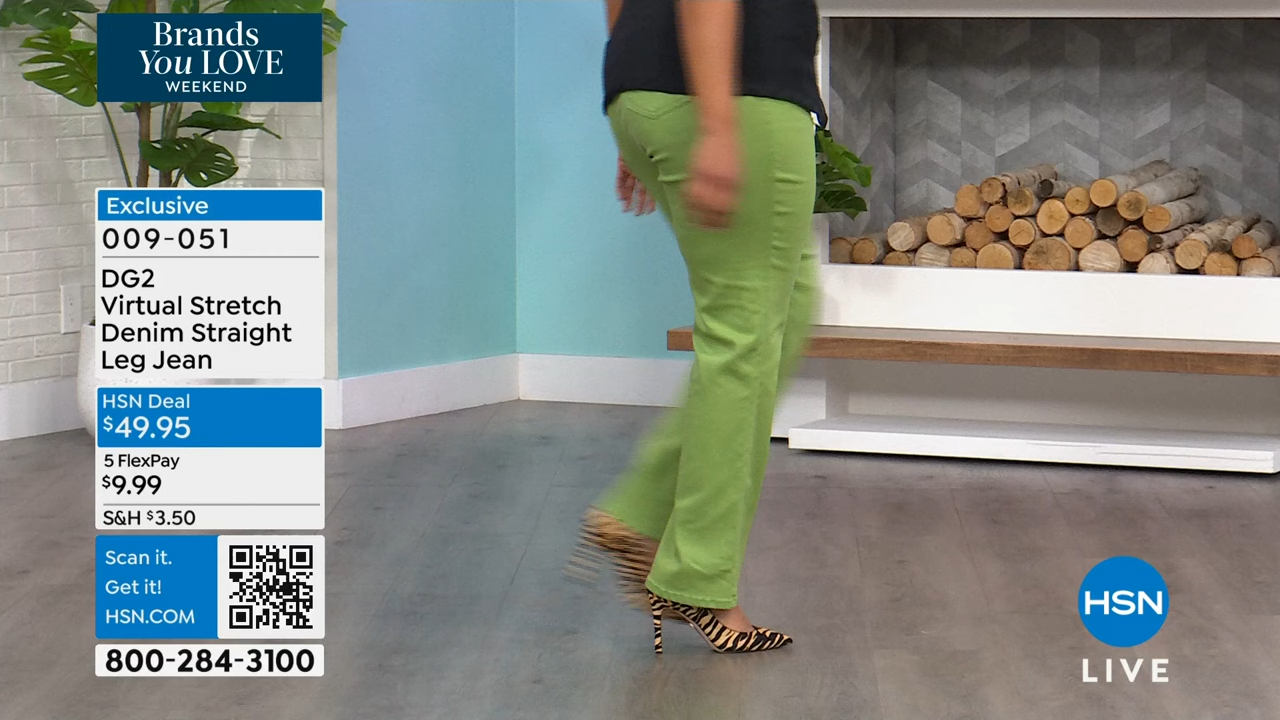 Brands
You LOVE
WEEKEND
Exclusive
009-051
DG2
Virtual Stretch
Denim Straight
Leg Jean
HSN Deal
$49.95
5 FlexPay
$9.99
S&H $3.50
Scan it.
Get it!
HSN.COM
800-284-3100
HSN
LIVE